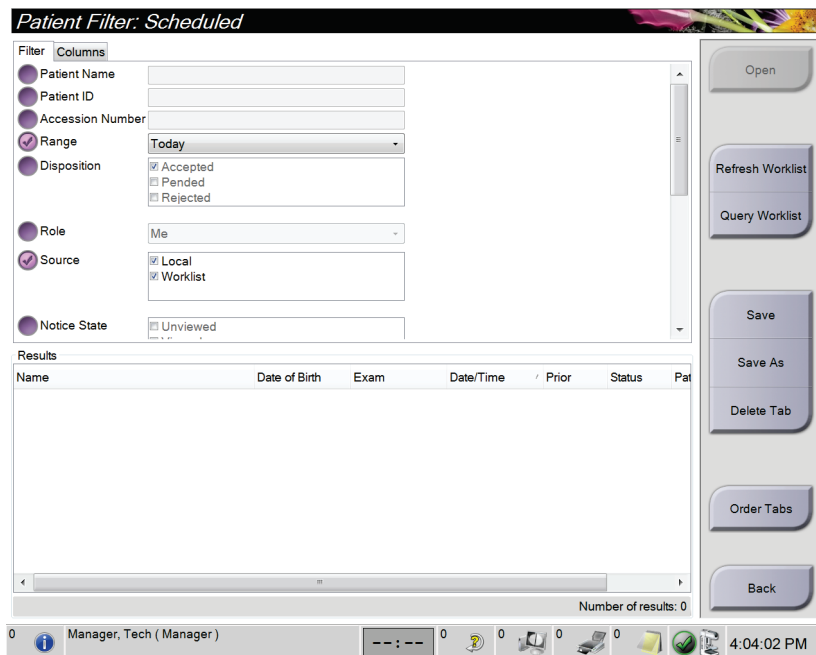 Patient Filter: Scheduled
Filter Columns
Patient Name
Patient ID
Accession Number
Range Today
Disposition Accepted
Pended
Rejected
Role Me
Source Local
Worklist
Notice State Unviewed
Results
Name Date of Birth Exam Date/Time Prior Status Pat
Number of results: 0
Open
Refresh Worklist
Query Worklist
Save
Save As
Delete Tab
Order Tabs
Back
0 Manager, Tech ( Manager ) --:-- 0 0 0 0 4:04:02 PM